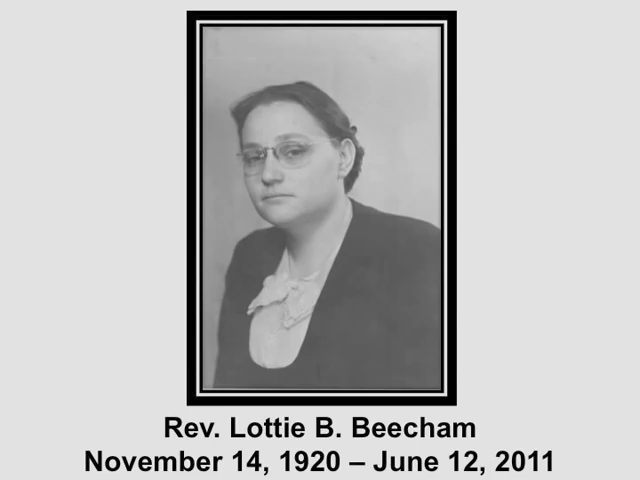 Rev. Lottie B. Beecham
November 14, 1920 – June 12, 2011